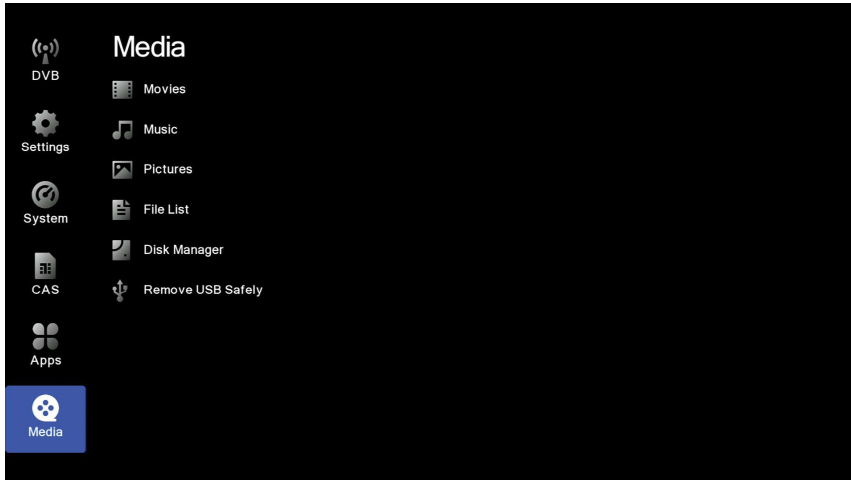 DVB
Settings
System
CAS
Apps
Media
Media
Movies
Music
Pictures
File List
Disk Manager
Remove USB Safely